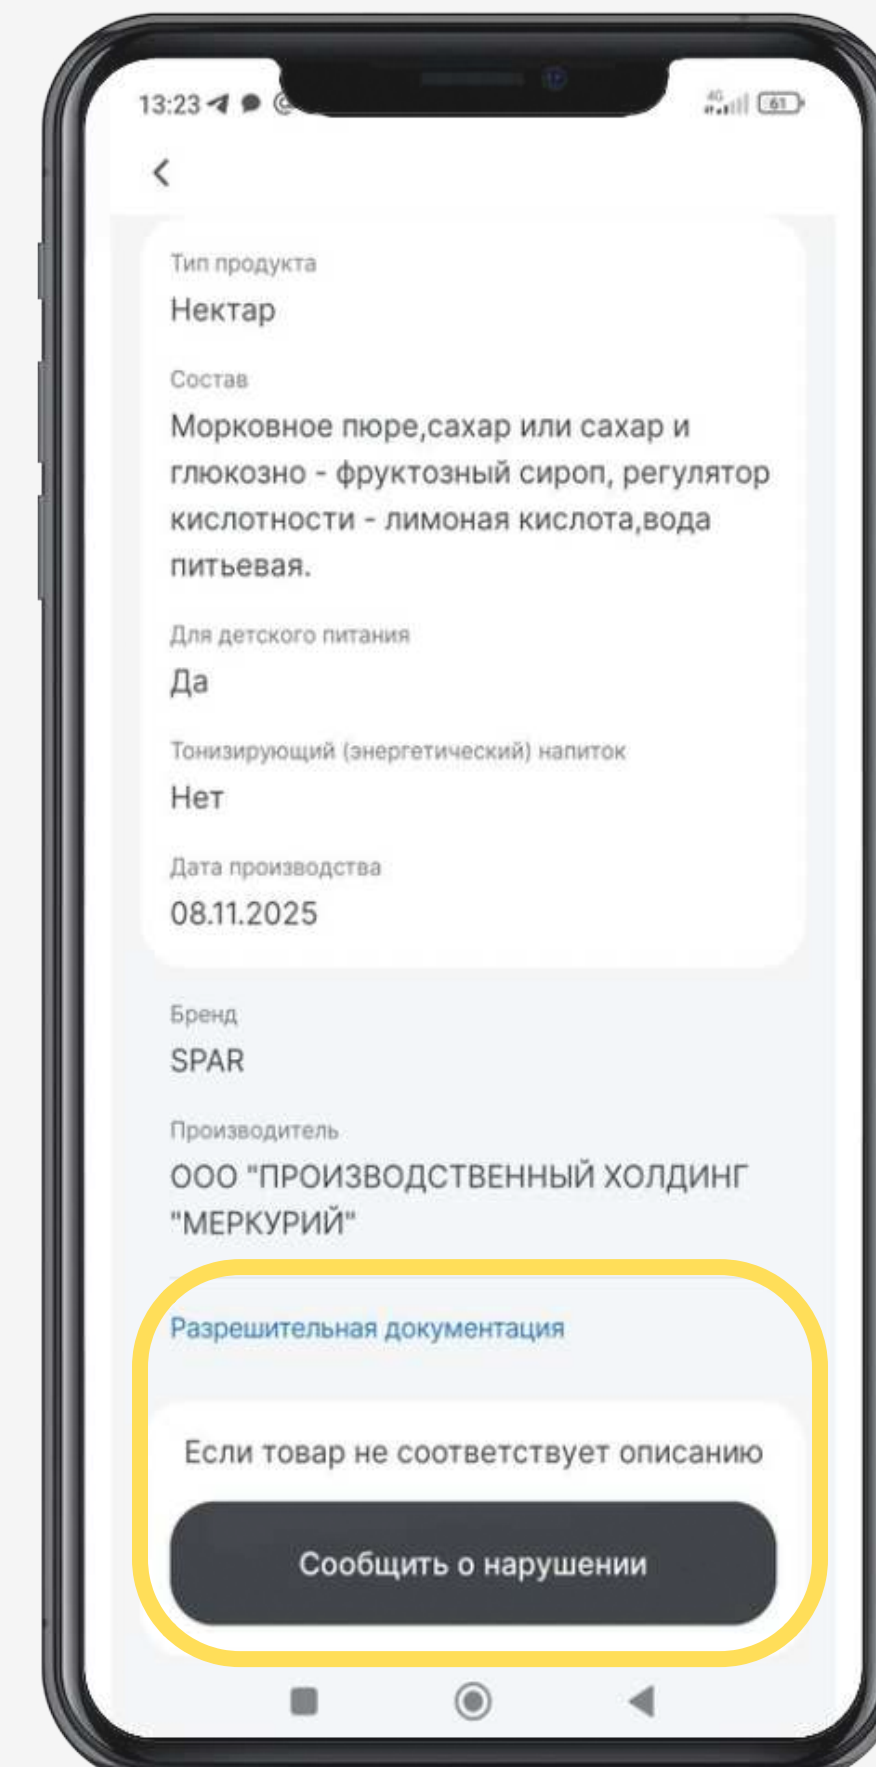 13:23
4G
61
Тип продукта
Нектар
Состав
Морковное пюре,сахар или сахар и
глюкозно - фруктозный сироп, регулятор
кислотности - лимоная кислота,вода
питьевая.
Для детского питания
Да
Тонизирующий (энергетический) напиток
Нет
Дата производства
08.11.2025
Бренд
SPAR
Производитель
ООО "ПРОИЗВОДСТВЕННЫЙ ХОЛДИНГ
"МЕРКУРИЙ"
Разрешительная документация
Если товар не соответствует описанию
Сообщить о нарушении